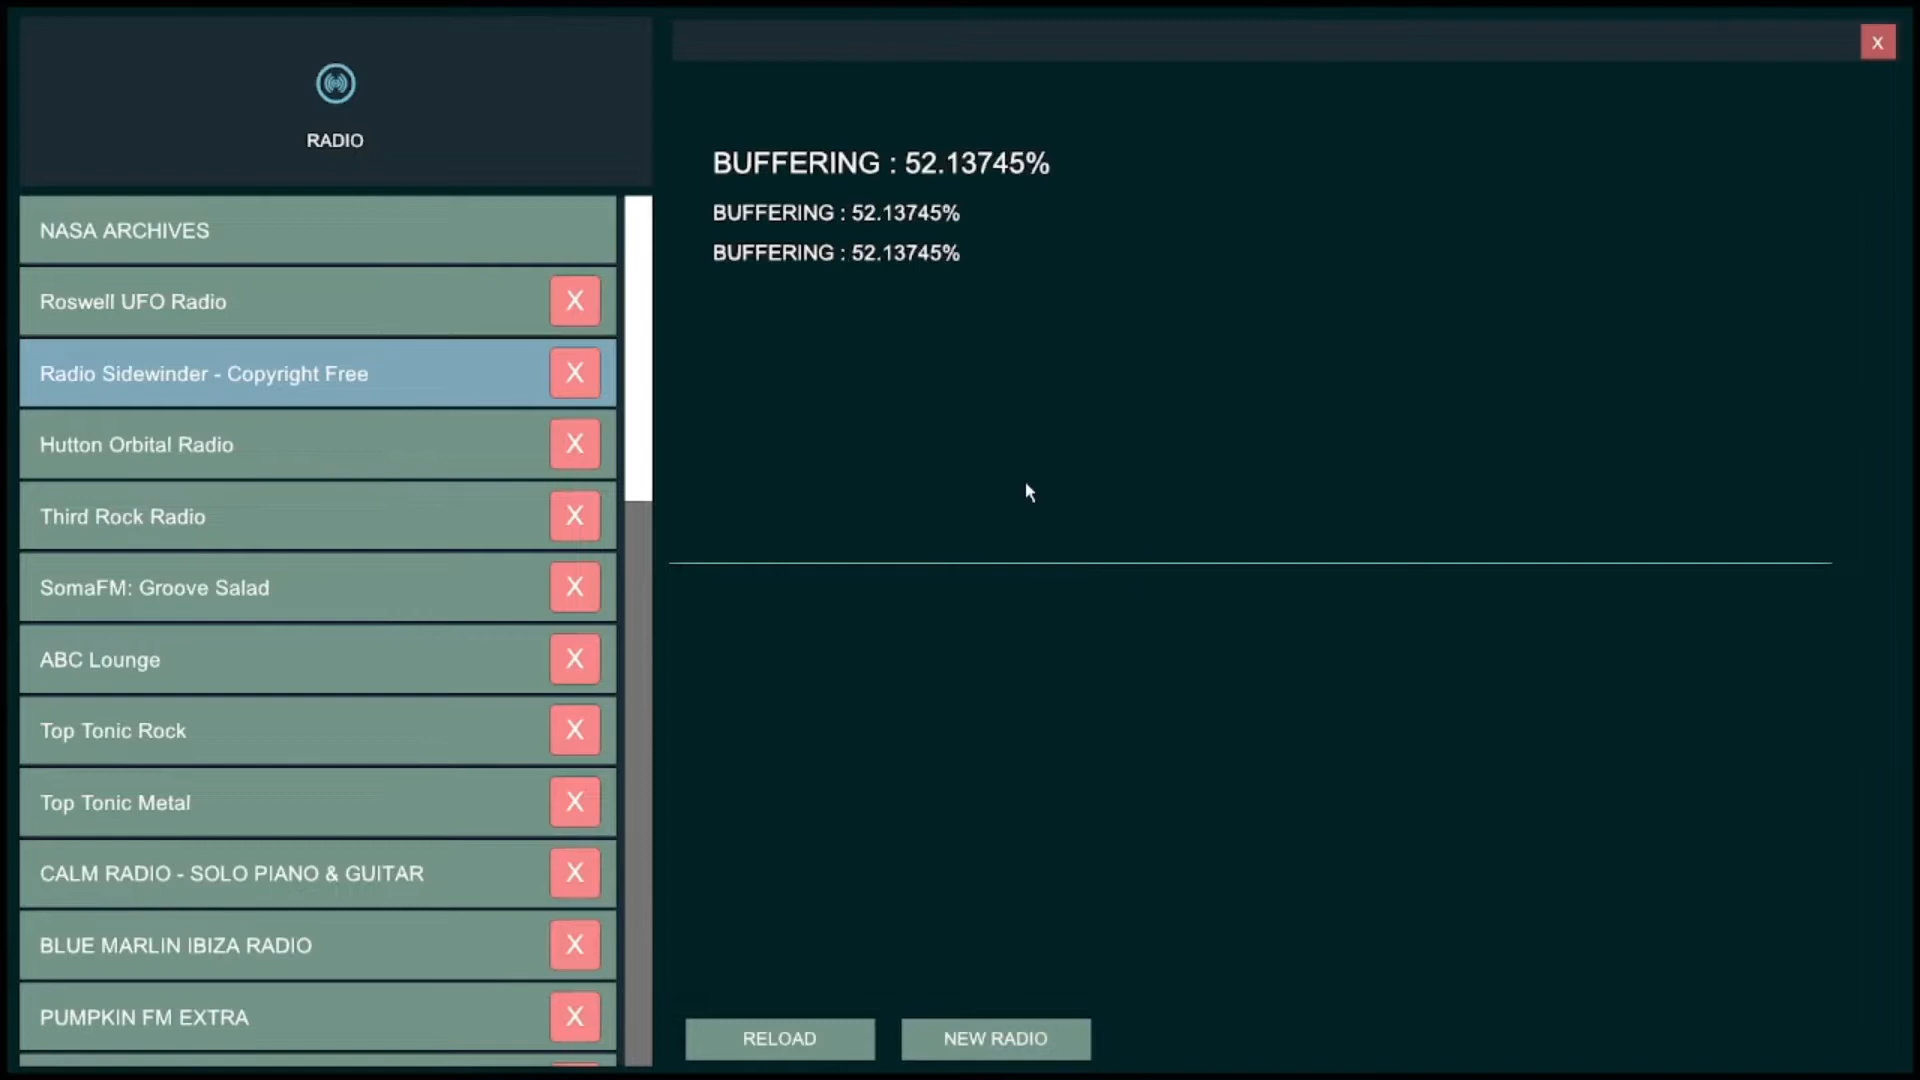 RADIO
NASA ARCHIVES
Roswell UFO Radio X
Radio Sidewinder - Copyright Free X
Hutton Orbital Radio X
Third Rock Radio X
SomaFM: Groove Salad X
ABC Lounge X
Top Tonic Rock X
Top Tonic Metal X
CALM RADIO - SOLO PIANO & GUITAR X
BLUE MARLIN IBIZA RADIO X
PUMPKIN FM EXTRA X
X
BUFFERING : 52.13745%
BUFFERING : 52.13745%
BUFFERING : 52.13745%
RELOAD
NEW RADIO